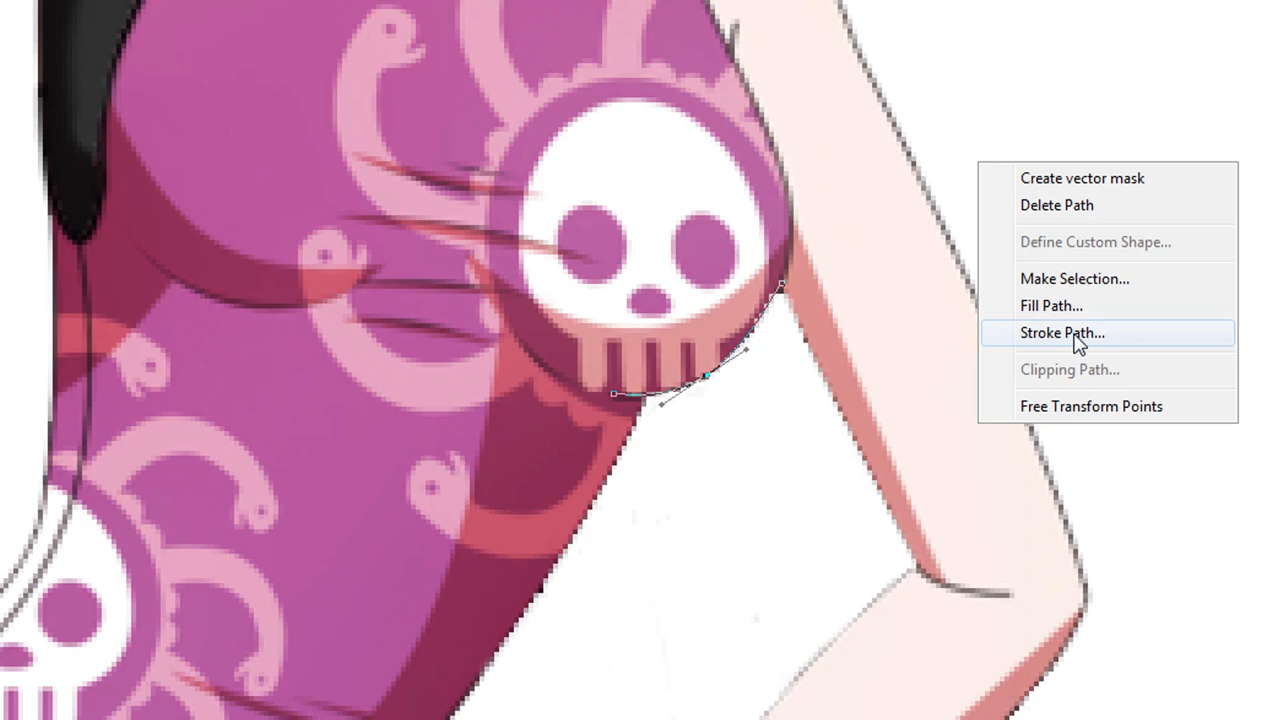 Create vector mask
Delete Path
Define Custom Shape...
Make Selection...
Fill Path...
Stroke Path...
Clipping Path...
Free Transform Points